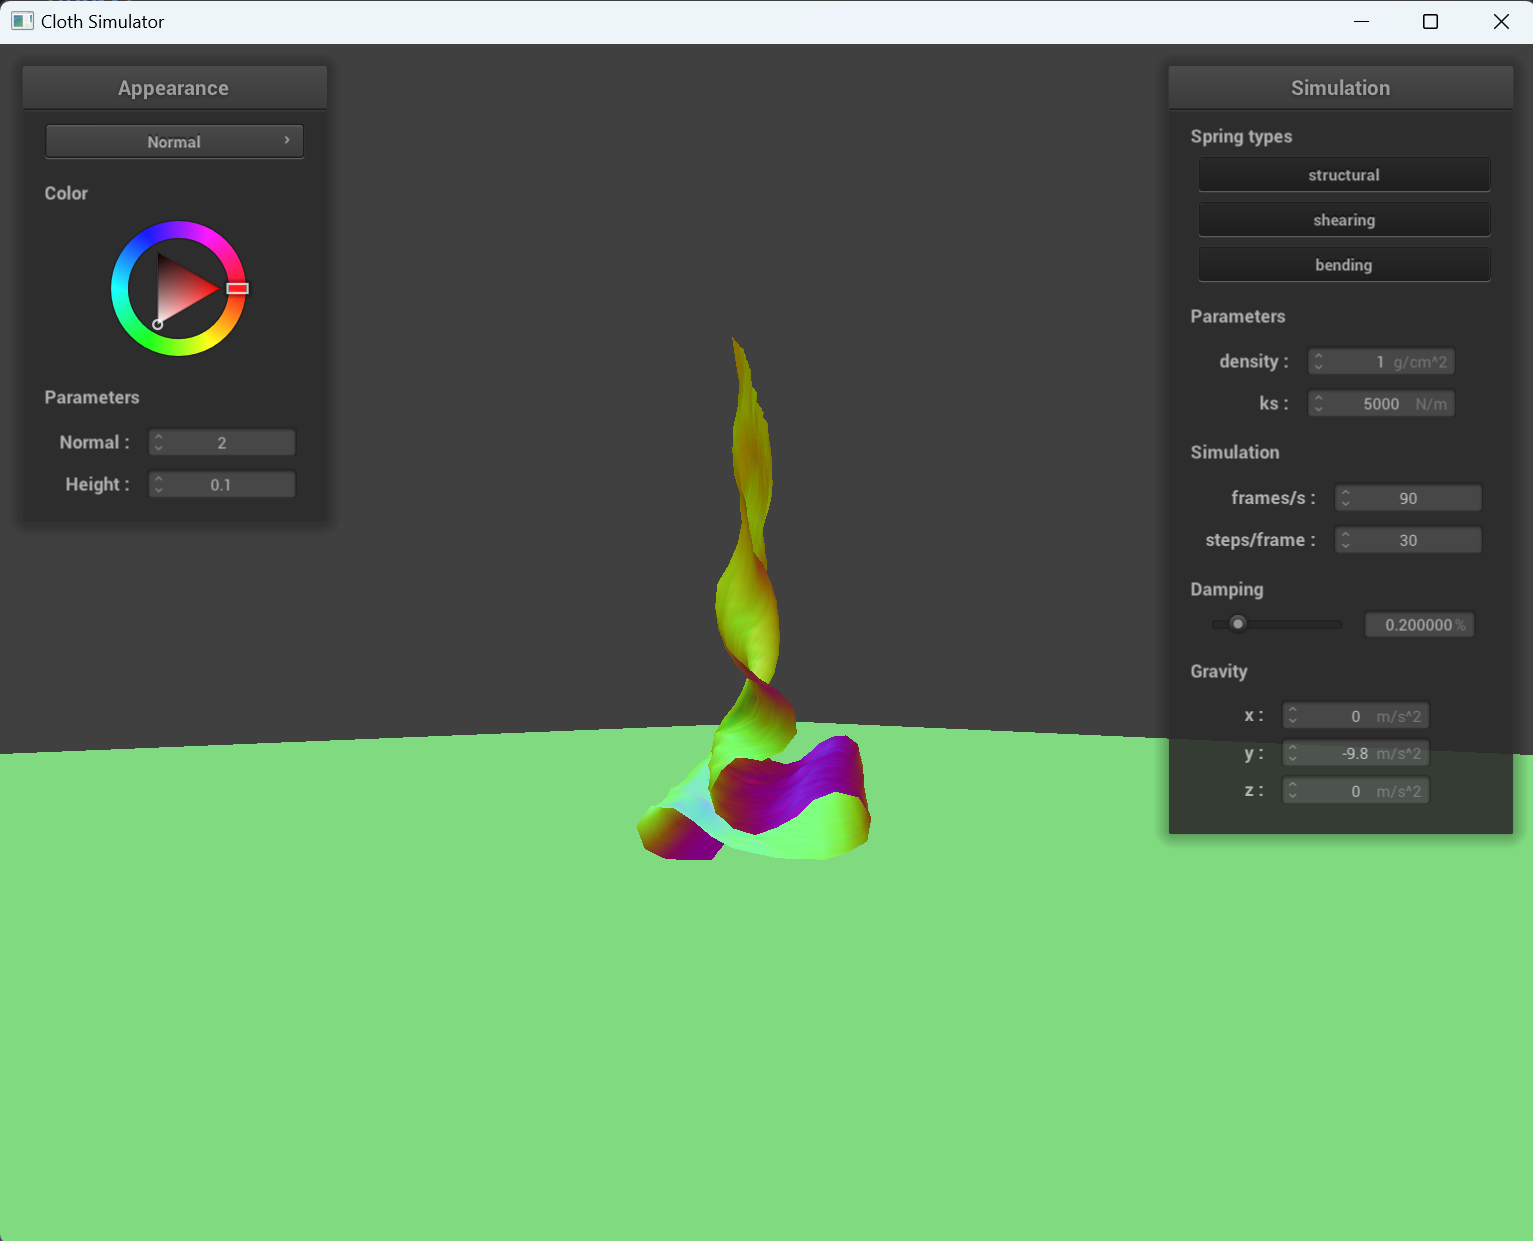 Cloth Simulator
Appearance
Normal
Color
Parameters
Normal : 2
Height : 0.1
Simulation
Spring types
structural
shearing
bending
Parameters
density : 1 g/cm^2
ks : 5000 N/m
Simulation
frames/s : 90
steps/frame : 30
Damping
0.200000 %
Gravity
x : 0 m/s^2
y : -9.8 m/s^2
z : 0 m/s^2